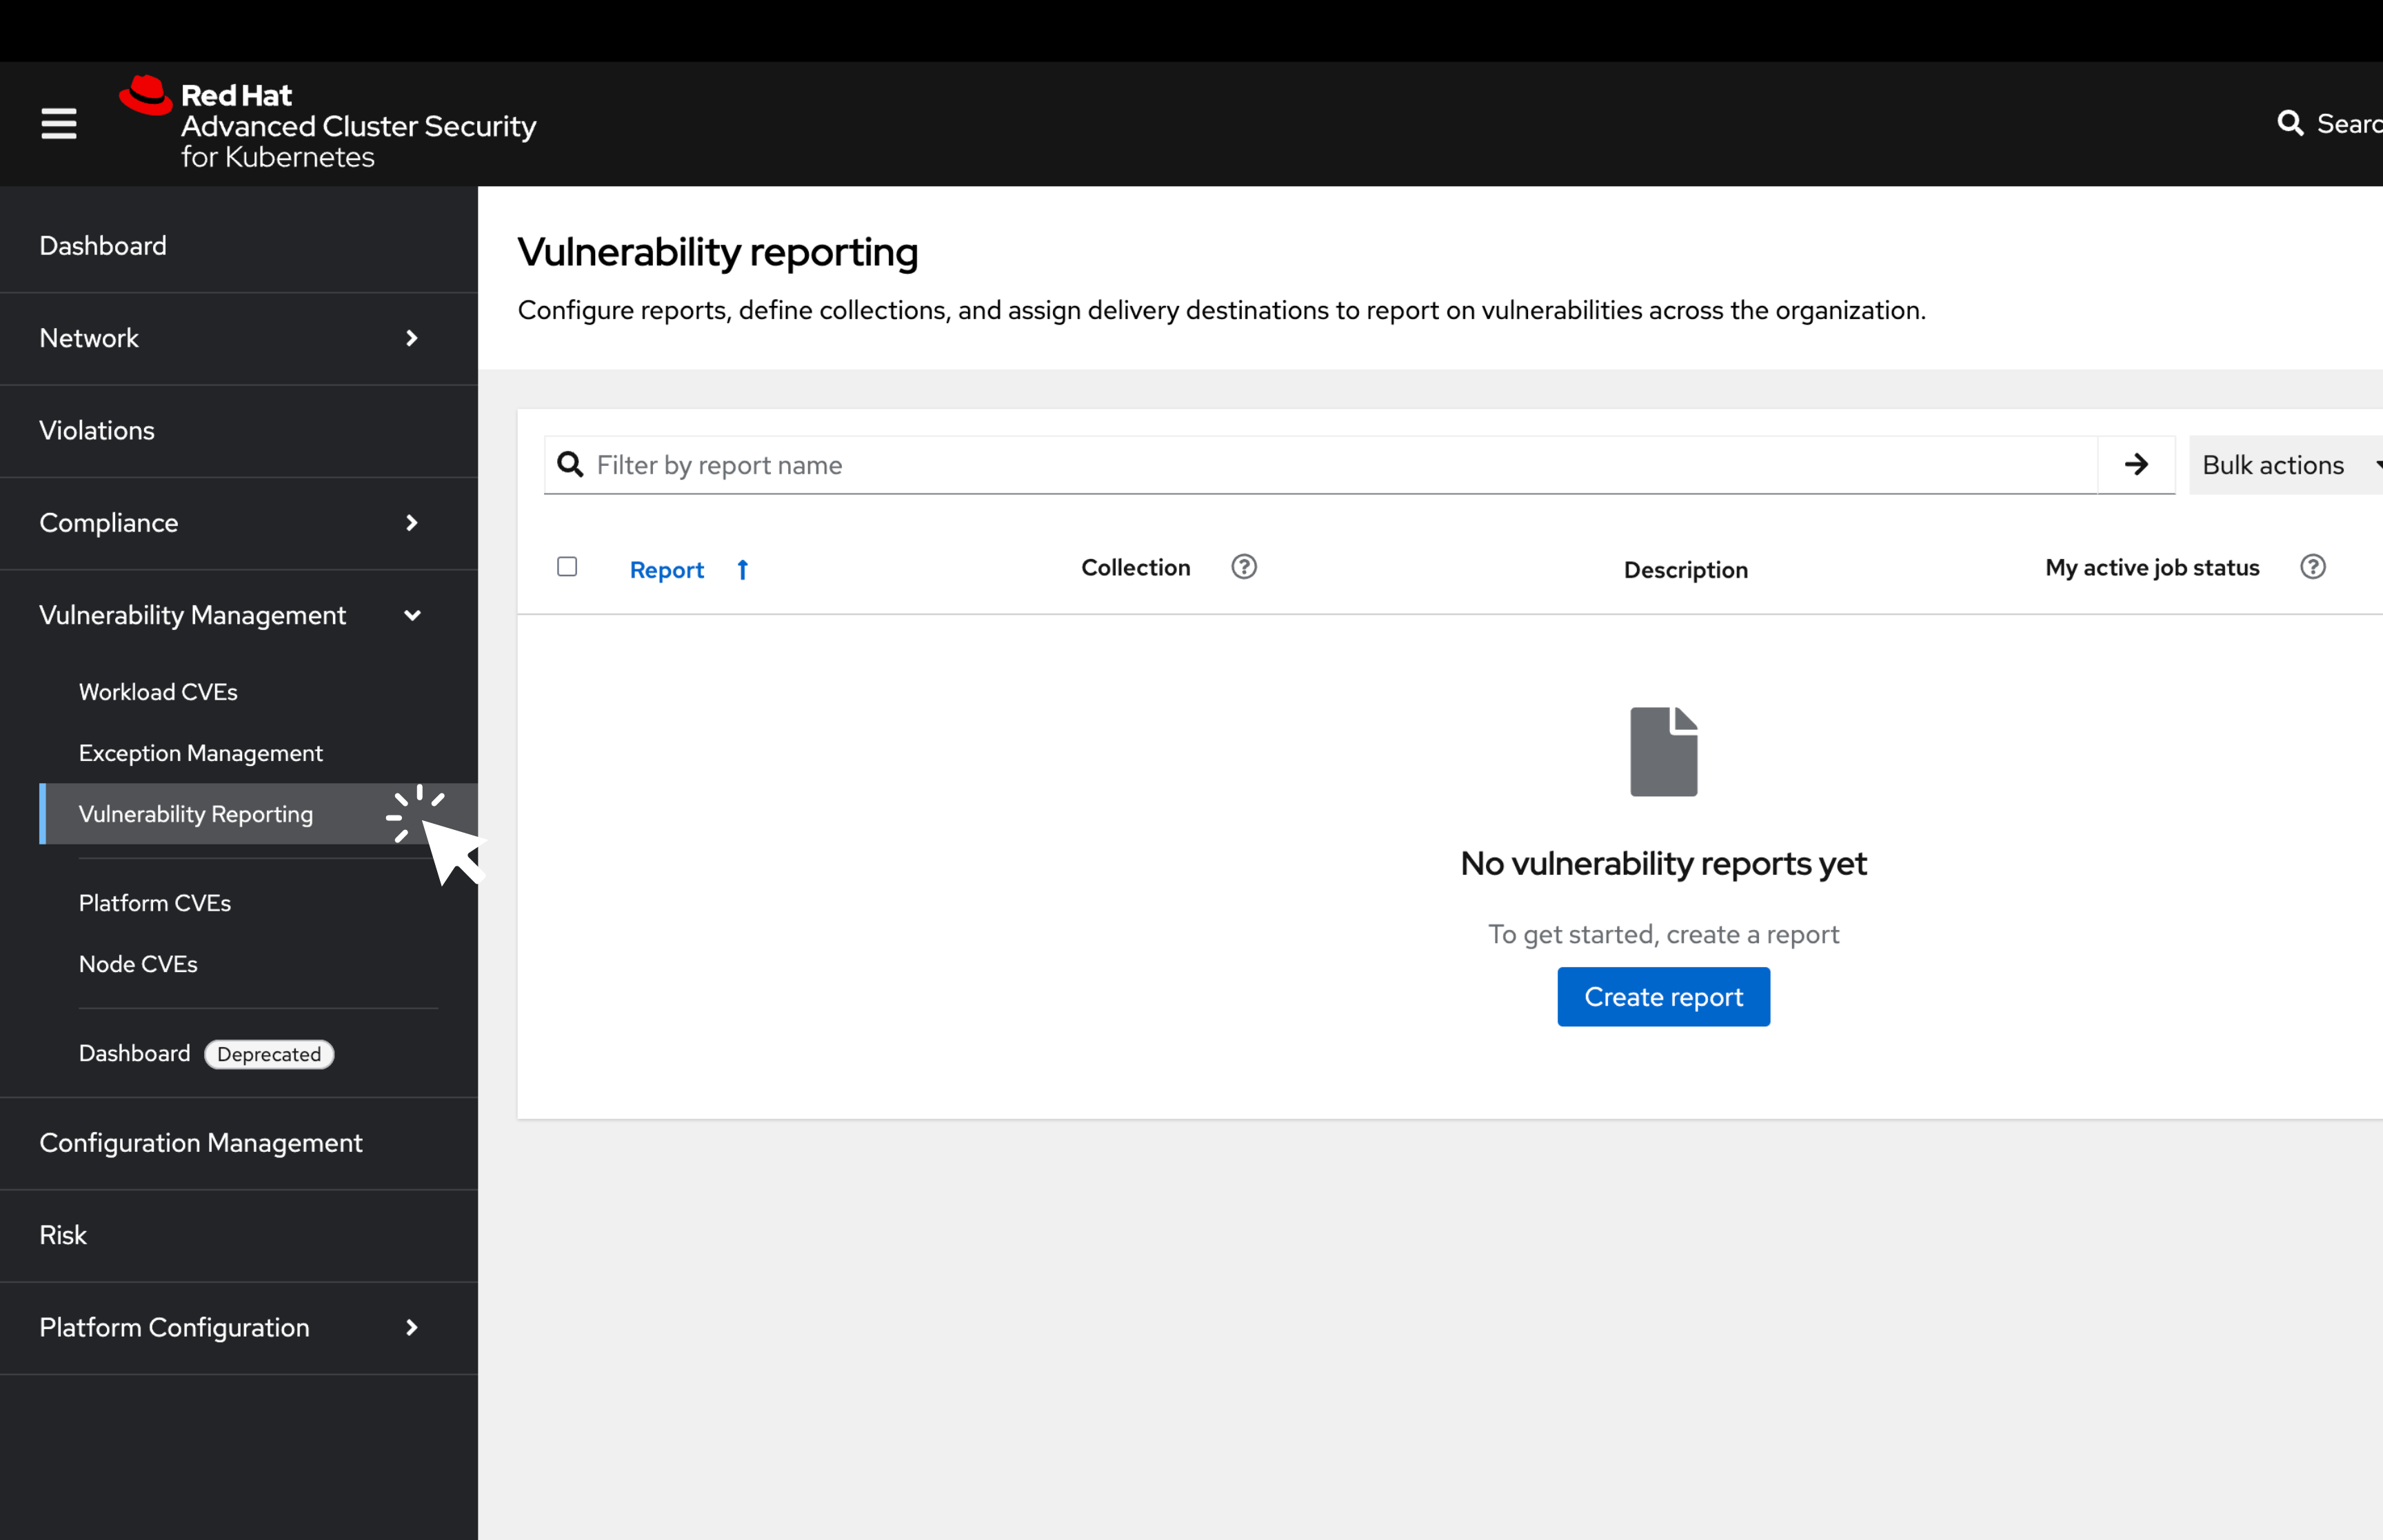 Red Hat
Advanced Cluster Security
for Kubernetes
Searc
Dashboard
Network
Violations
Compliance
Vulnerability Management
Workload CVEs
Exception Management
Vulnerability Reporting
Platform CVEs
Node CVEs
Dashboard Deprecated
Configuration Management
Risk
Platform Configuration
Vulnerability reporting
Configure reports, define collections, and assign delivery destinations to report on vulnerabilities across the organization.
Filter by report name
Bulk actions
Report Collection Description My active job status
No vulnerability reports yet
To get started, create a report
Create report